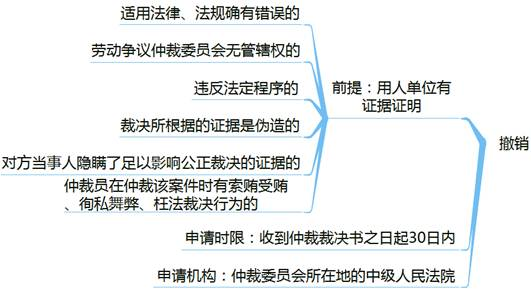 适用法律、法规确有错误的
劳动争议仲裁委员会无管辖权的
违反法定程序的
裁决所根据的证据是伪造的
对方当事人隐瞒了足以影响公正裁决的证据的
仲裁员在仲裁该案件时有索贿受贿
、徇私舞弊、枉法裁决行为的
前提：用人单位有
证据证明
申请时限：收到仲裁裁决书之日起30日内
申请机构：仲裁委员会所在地的中级人民法院
撤销